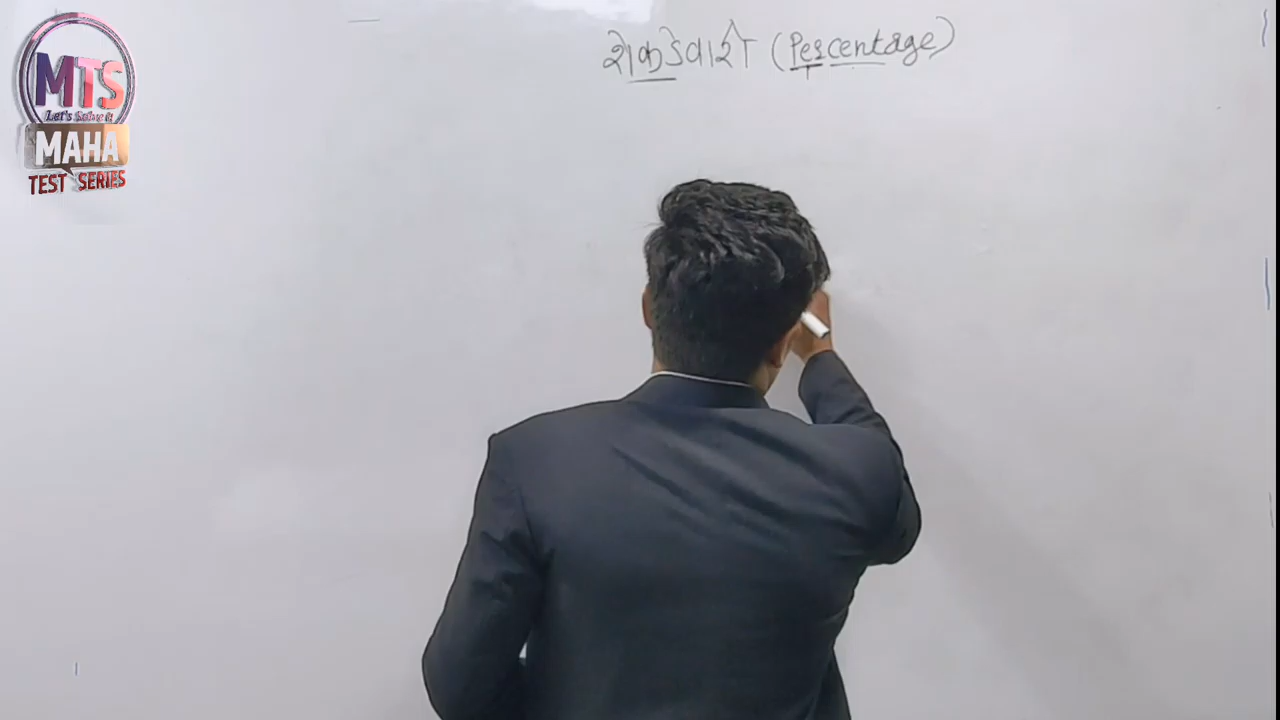 शेकडेवारी (Percentage)
MTS
Let's Solve it
MAHA
TEST SERIES